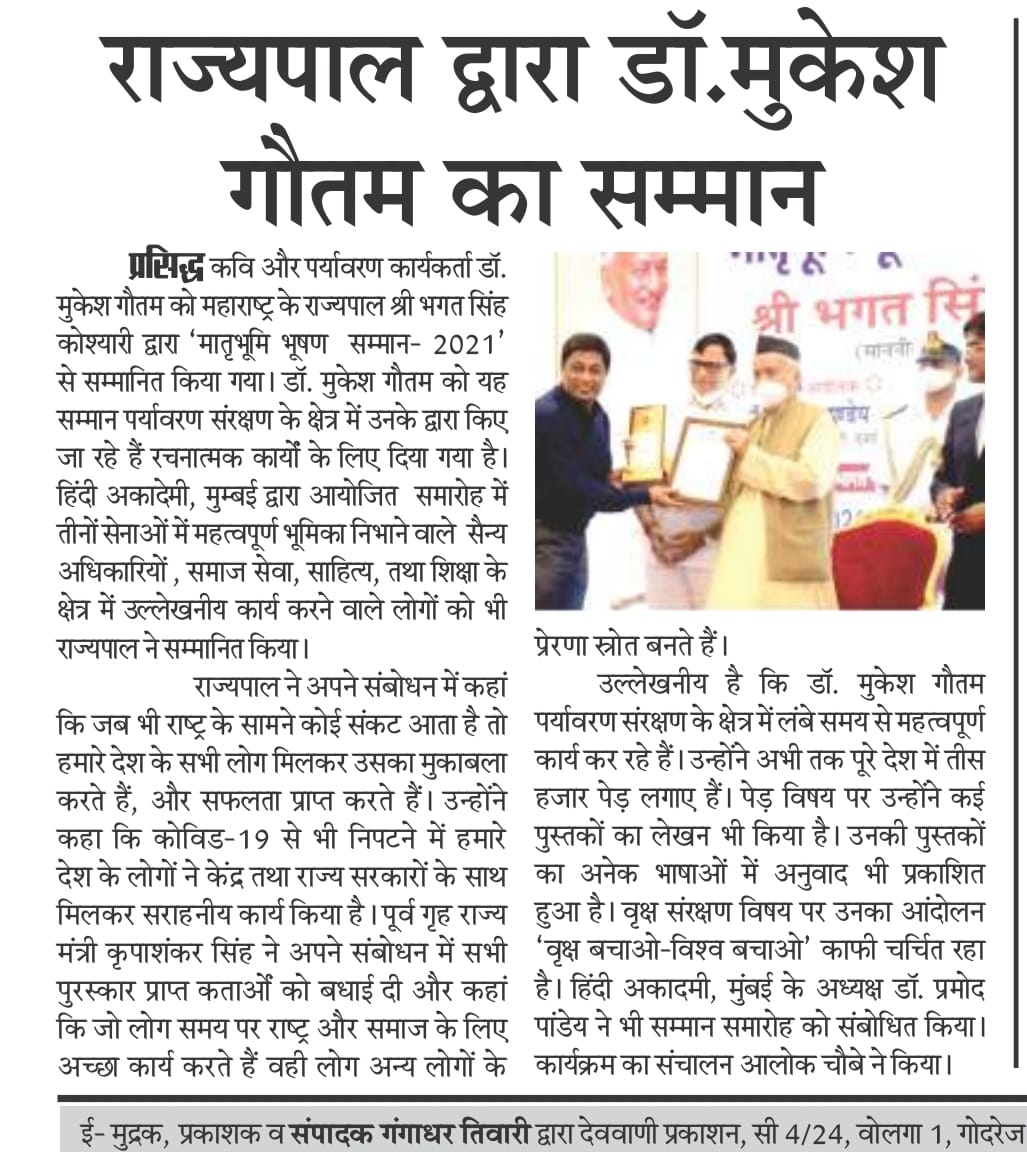 राज्यपाल द्वारा डॉ.मुकेश
गौतम का सम्मान
प्रसिद्ध कवि और पर्यावरण कार्यकर्ता डॉ.
मुकेश गौतम को महाराष्ट्र के राज्यपाल श्री भगत सिंह
कोश्यारी द्वारा ‘मातृभूमि भूषण सम्मान- 2021’
से सम्मानित किया गया। डॉ. मुकेश गौतम को यह
सम्मान पर्यावरण संरक्षण के क्षेत्र में उनके द्वारा किए
जा रहे हैं रचनात्मक कार्यों के लिए दिया गया है।
हिंदी अकादेमी, मुम्बई द्वारा आयोजित समारोह में
तीनों सेनाओं में महत्वपूर्ण भूमिका निभाने वाले सैन्य
अधिकारियों , समाज सेवा, साहित्य, तथा शिक्षा के
क्षेत्र में उल्लेखनीय कार्य करने वाले लोगों को भी
राज्यपाल ने सम्मानित किया।
राज्यपाल ने अपने संबोधन में कहां
कि जब भी राष्ट्र के सामने कोई संकट आता है तो
हमारे देश के सभी लोग मिलकर उसका मुकाबला
करते हैं, और सफलता प्राप्त करते हैं। उन्होंने
कहा कि कोविड-19 से भी निपटने में हमारे
देश के लोगों ने केंद्र तथा राज्य सरकारों के साथ
मिलकर सराहनीय कार्य किया है। पूर्व गृह राज्य
मंत्री कृपाशंकर सिंह ने अपने संबोधन में सभी
पुरस्कार प्राप्त कर्ताओं को बधाई दी और कहां
कि जो लोग समय पर राष्ट्र और समाज के लिए
अच्छा कार्य करते हैं वही लोग अन्य लोगों के
श्री भगत सिं
(माननी
प्रेरणा स्रोत बनते हैं।
उल्लेखनीय है कि डॉ. मुकेश गौतम
पर्यावरण संरक्षण के क्षेत्र में लंबे समय से महत्वपूर्ण
कार्य कर रहे हैं। उन्होंने अभी तक पूरे देश में तीस
हजार पेड़ लगाए हैं। पेड़ विषय पर उन्होंने कई
पुस्तकों का लेखन भी किया है। उनकी पुस्तकों
का अनेक भाषाओं में अनुवाद भी प्रकाशित
हुआ है। वृक्ष संरक्षण विषय पर उनका आंदोलन
‘वृक्ष बचाओ-विश्व बचाओ’ काफी चर्चित रहा
है। हिंदी अकादमी, मुंबई के अध्यक्ष डॉ. प्रमोद
पांडेय ने भी सम्मान समारोह को संबोधित किया।
कार्यक्रम का संचालन आलोक चौबे ने किया।
ई- मुद्रक, प्रकाशक व संपादक गंगाधर तिवारी द्वारा देववाणी प्रकाशन, सी 4/24, वोलगा 1, गोदरेज